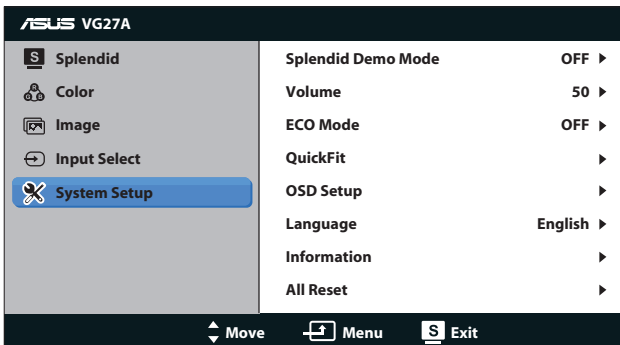 ASUS VG27A
S Splendid
Color
Image
Input Select
System Setup
Splendid Demo Mode OFF
Volume 50
ECO Mode OFF
QuickFit
OSD Setup
Language English
Information
All Reset
Move Menu S Exit